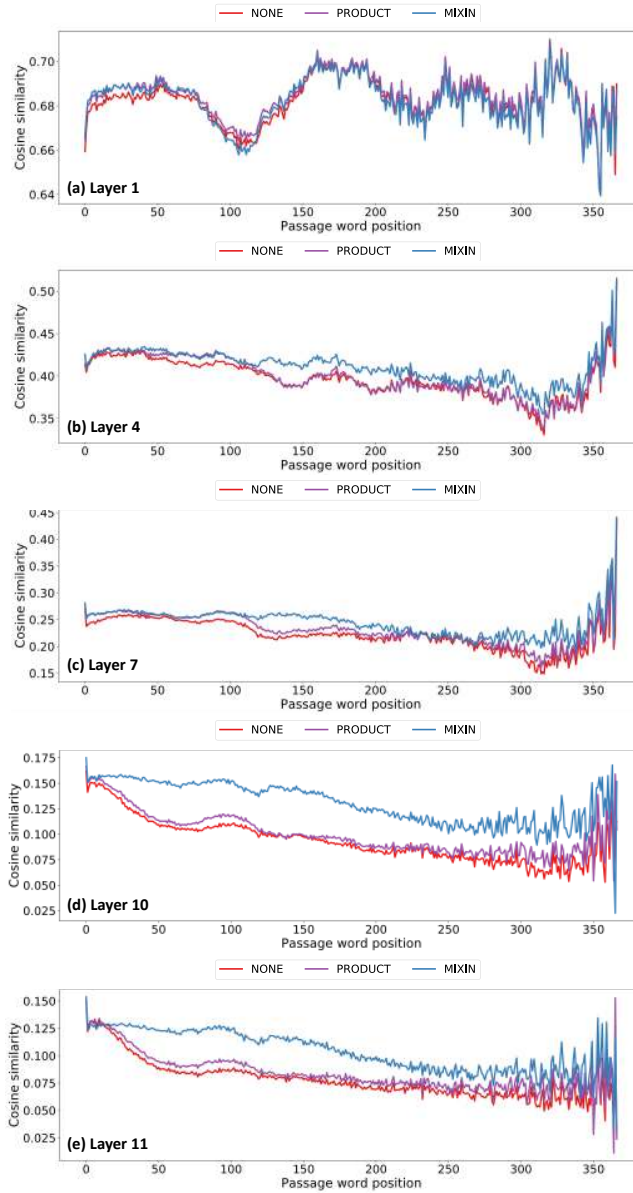 NONE PRODUCT MIXIN
0.70
0.68
0.66
0.64
Cosine similarity
(a) Layer 1
0 50 100 150 200 250 300 350
Passage word position
NONE PRODUCT MIXIN
0.50
0.45
0.40
0.35
Cosine similarity
(b) Layer 4
0 50 100 150 200 250 300 350
Passage word position
NONE PRODUCT MIXIN
0.45
0.40
0.35
0.30
0.25
0.20
0.15
Cosine similarity
(c) Layer 7
0 50 100 150 200 250 300 350
Passage word position
NONE PRODUCT MIXIN
0.175
0.150
0.125
0.100
0.075
0.050
0.025
Cosine similarity
(d) Layer 10
0 50 100 150 200 250 300 350
Passage word position
NONE PRODUCT MIXIN
0.150
0.125
0.100
0.075
0.050
0.025
Cosine similarity
(e) Layer 11
0 50 100 150 200 250 300 350
Passage word position